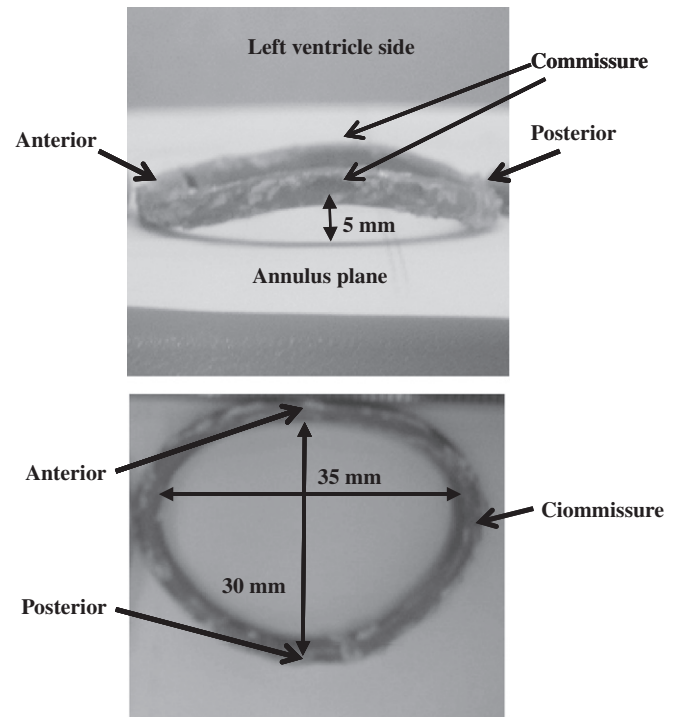 Left ventricle side
Commissure
Anterior
Posterior
5 mm
Annulus plane
Anterior
35 mm
Ciommissure
30 mm
Posterior